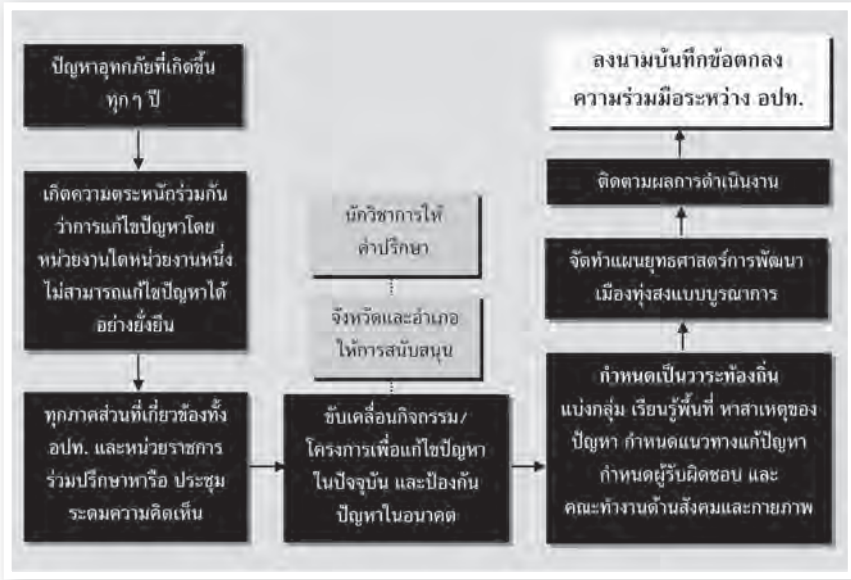 ปัญหาอุทกภัยที่เกิดขึ้น
ทุกๆ ปี
เกิดความตระหนักร่วมกัน
ว่าการแก้ไขปัญหาโดย
หน่วยงานใดหน่วยงานหนึ่ง
ไม่สามารถแก้ไขปัญหาได้
อย่างยั่งยืน
ทุกภาคส่วนที่เกี่ยวข้องทั้ง
อปท. และหน่วยราชการ
ร่วมปรึกษาหารือ ประชุม
ระดมความคิดเห็น
นักวิชาการให้
คำปรึกษา
จังหวัดและอำเภอ
ให้การสนับสนุน
ขับเคลื่อนกิจกรรม/
โครงการเพื่อแก้ไขปัญหา
ในปัจจุบัน และป้องกัน
ปัญหาในอนาคต
กำหนดเป็นวาระท้องถิ่น
แบ่งกลุ่ม เรียนรู้พื้นที่ หาสาเหตุของ
ปัญหา กำหนดแนวทางแก้ปัญหา
กำหนดผู้รับผิดชอบ และ
คณะทำงานด้านสังคมและกายภาพ
จัดทำแผนยุทธศาสตร์การพัฒนา
เมืองทุ่งสงแบบบูรณาการ
ติดตามผลการดำเนินงาน
ลงนามบันทึกข้อตกลง
ความร่วมมือระหว่าง อปท.